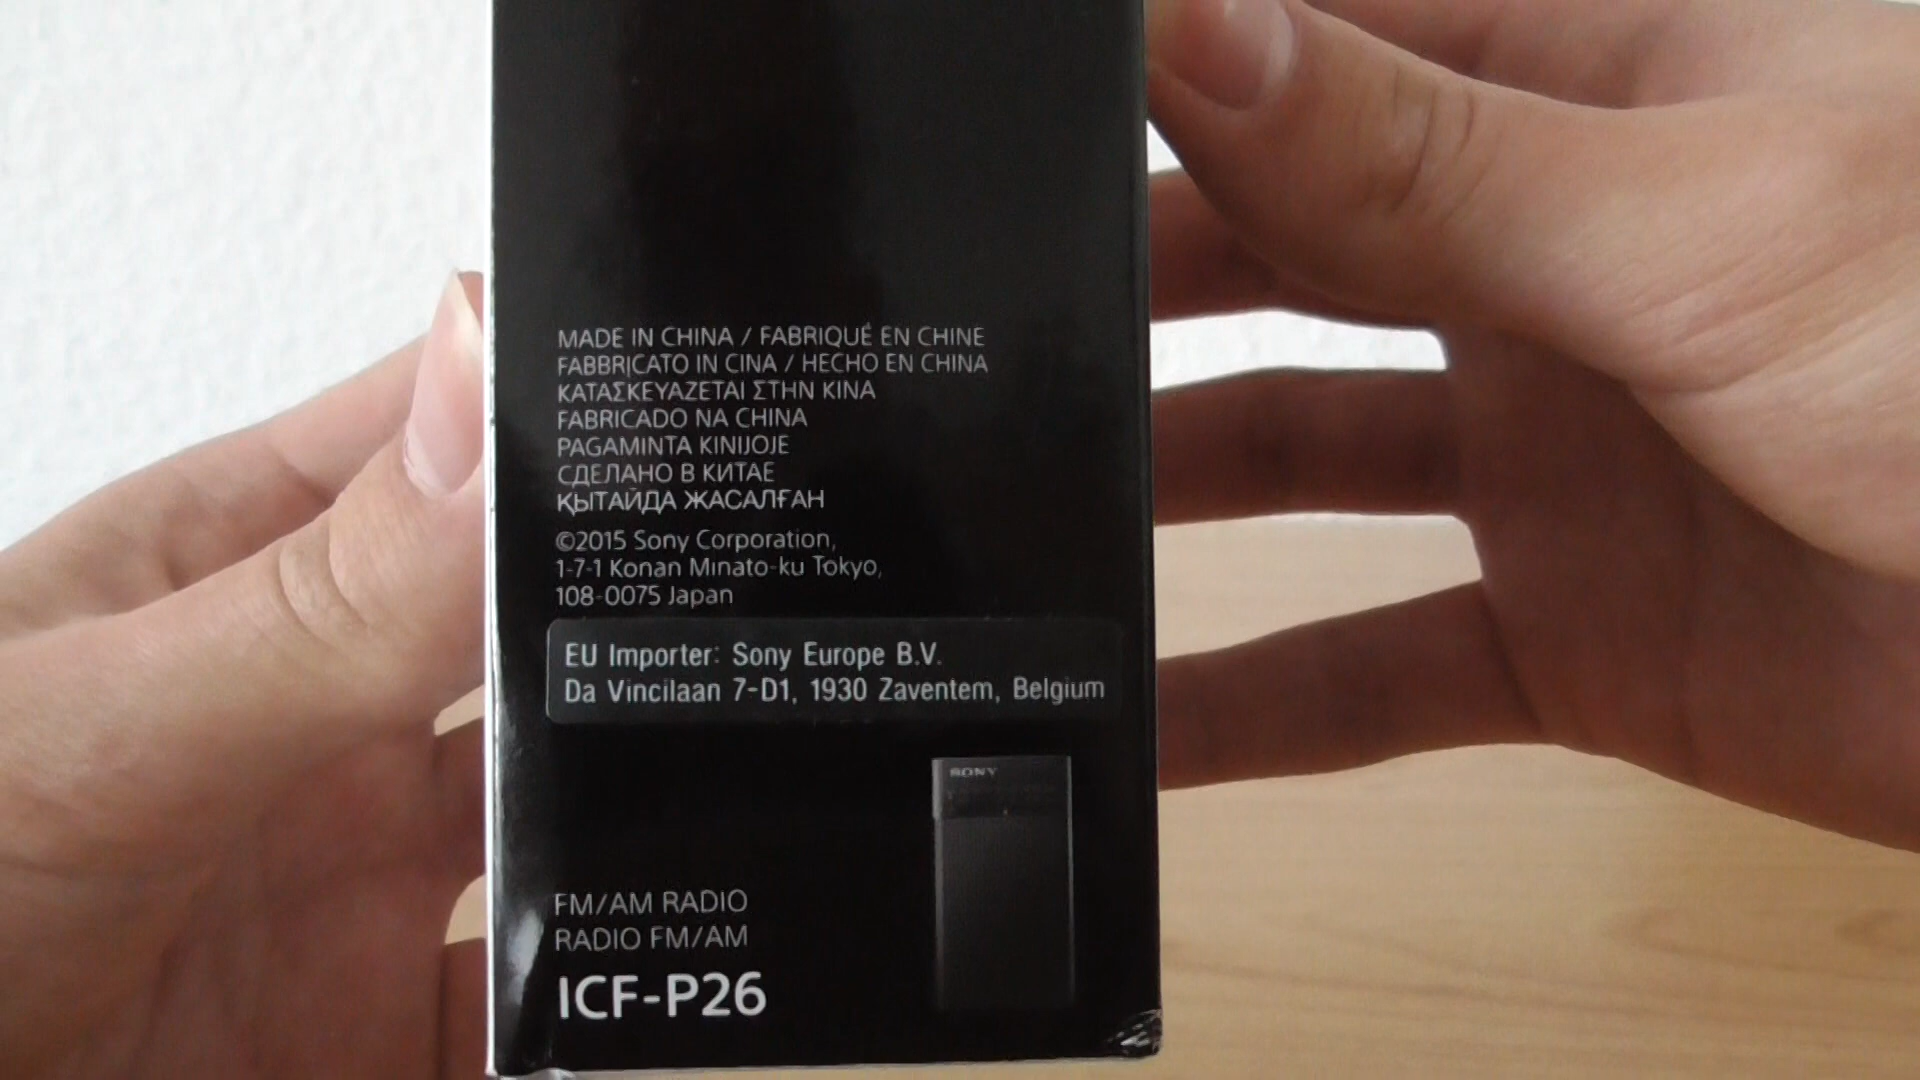 MADE IN CHINA / FABRIQUÉ EN CHINE
FABBRICATO IN CINA / HECHO EN CHINA
ΚΑΤΑΣΚΕΥΑΖΕΤΑΙ ΣΤΗΝ ΚΙΝΑ
FABRICADO NA CHINA
PAGAMINTA KINIJOJE
СДЕЛАНО В КИТАЕ
ҚЫТАЙДА ЖАСАЛҒАН
©2015 Sony Corporation,
1-7-1 Konan Minato-ku Tokyo,
108-0075 Japan
EU Importer: Sony Europe B.V.
Da Vincilaan 7-D1, 1930 Zaventem, Belgium
SONY
FM/AM RADIO
RADIO FM/AM
ICF-P26